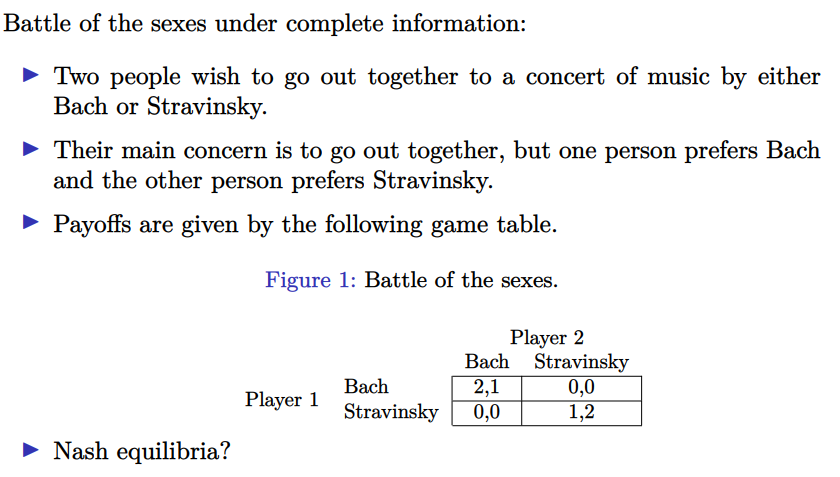 Battle of the sexes under complete information:
Two people wish to go out together to a concert of music by either
Bach or Stravinsky.
Their main concern is to go out together, but one person prefers Bach
and the other person prefers Stravinsky.
Payoffs are given by the following game table.
Figure 1: Battle of the sexes.
Player 2
Bach Stravinsky
Player 1
Bach 2,1 0,0
Stravinsky 0,0 1,2
Nash equilibria?